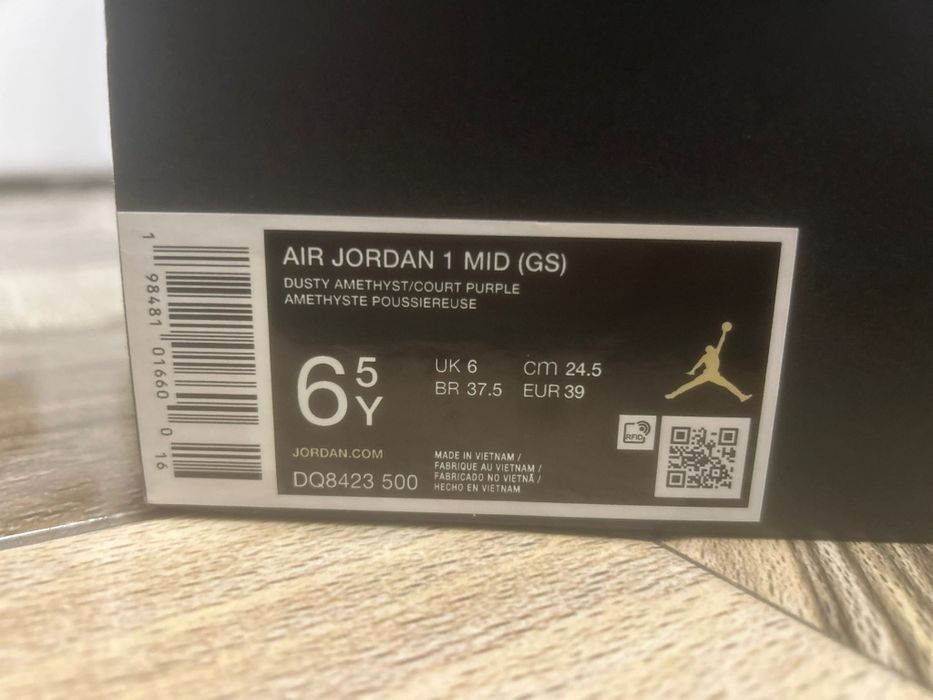 AIR JORDAN 1 MID (GS)
DUSTY AMETHYST/COURT PURPLE
AMETHYSTE POUSSIEREUSE
6 5 Y
UK 6 cm 24.5
BR 37.5 EUR 39
RFID
JORDAN.COM
DQ8423 500
MADE IN VIETNAM /
FABRIQUE AU VIETNAM /
FABRICADO NO VIETNÃ /
HECHO EN VIETNAM
1 98481 01660 0 16